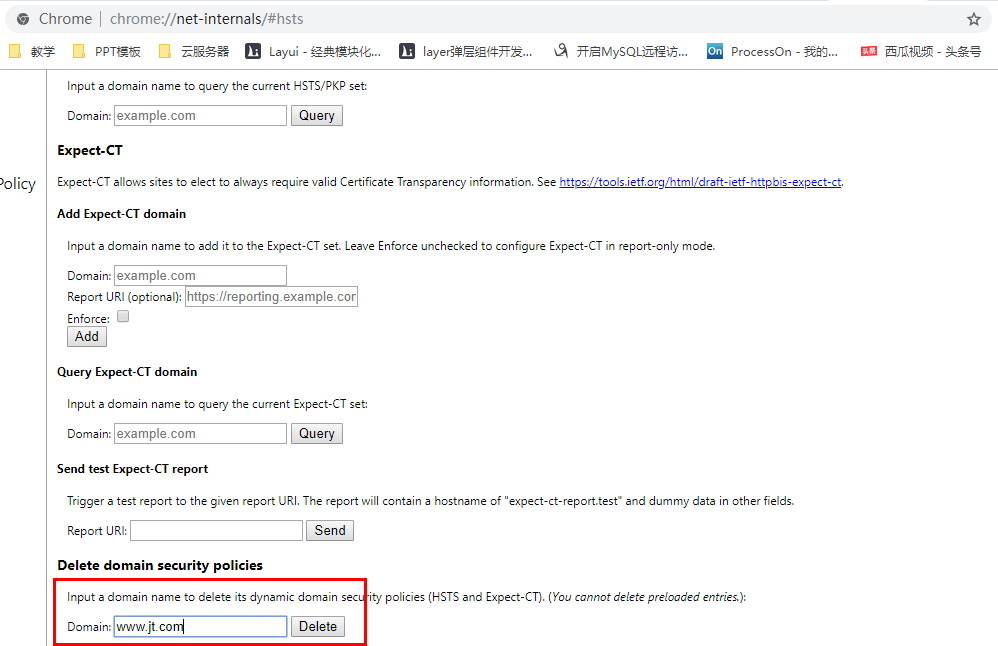 Chrome | chrome://net-internals/#hsts
教学 PPT模板 云服务器 Layui - 经典模块化... layer弹层组件开发... 开启MySQL远程访... On ProcessOn - 我的... 头条 西瓜视频 - 头条号
Input a domain name to query the current HSTS/PKP set:
Domain: example.com Query
Expect-CT
Policy
Expect-CT allows sites to elect to always require valid Certificate Transparency information. See https://tools.ietf.org/html/draft-ietf-httpbis-expect-ct.
Add Expect-CT domain
Input a domain name to add it to the Expect-CT set. Leave Enforce unchecked to configure Expect-CT in report-only mode.
Domain: example.com
Report URI (optional): https://reporting.example.cor
Enforce:
Add
Query Expect-CT domain
Input a domain name to query the current Expect-CT set:
Domain: example.com Query
Send test Expect-CT report
Trigger a test report to the given report URI. The report will contain a hostname of "expect-ct-report.test" and dummy data in other fields.
Report URI: Send
Delete domain security policies
Input a domain name to delete its dynamic domain security policies (HSTS and Expect-CT). (You cannot delete preloaded entries.):
Domain: www.jt.com Delete